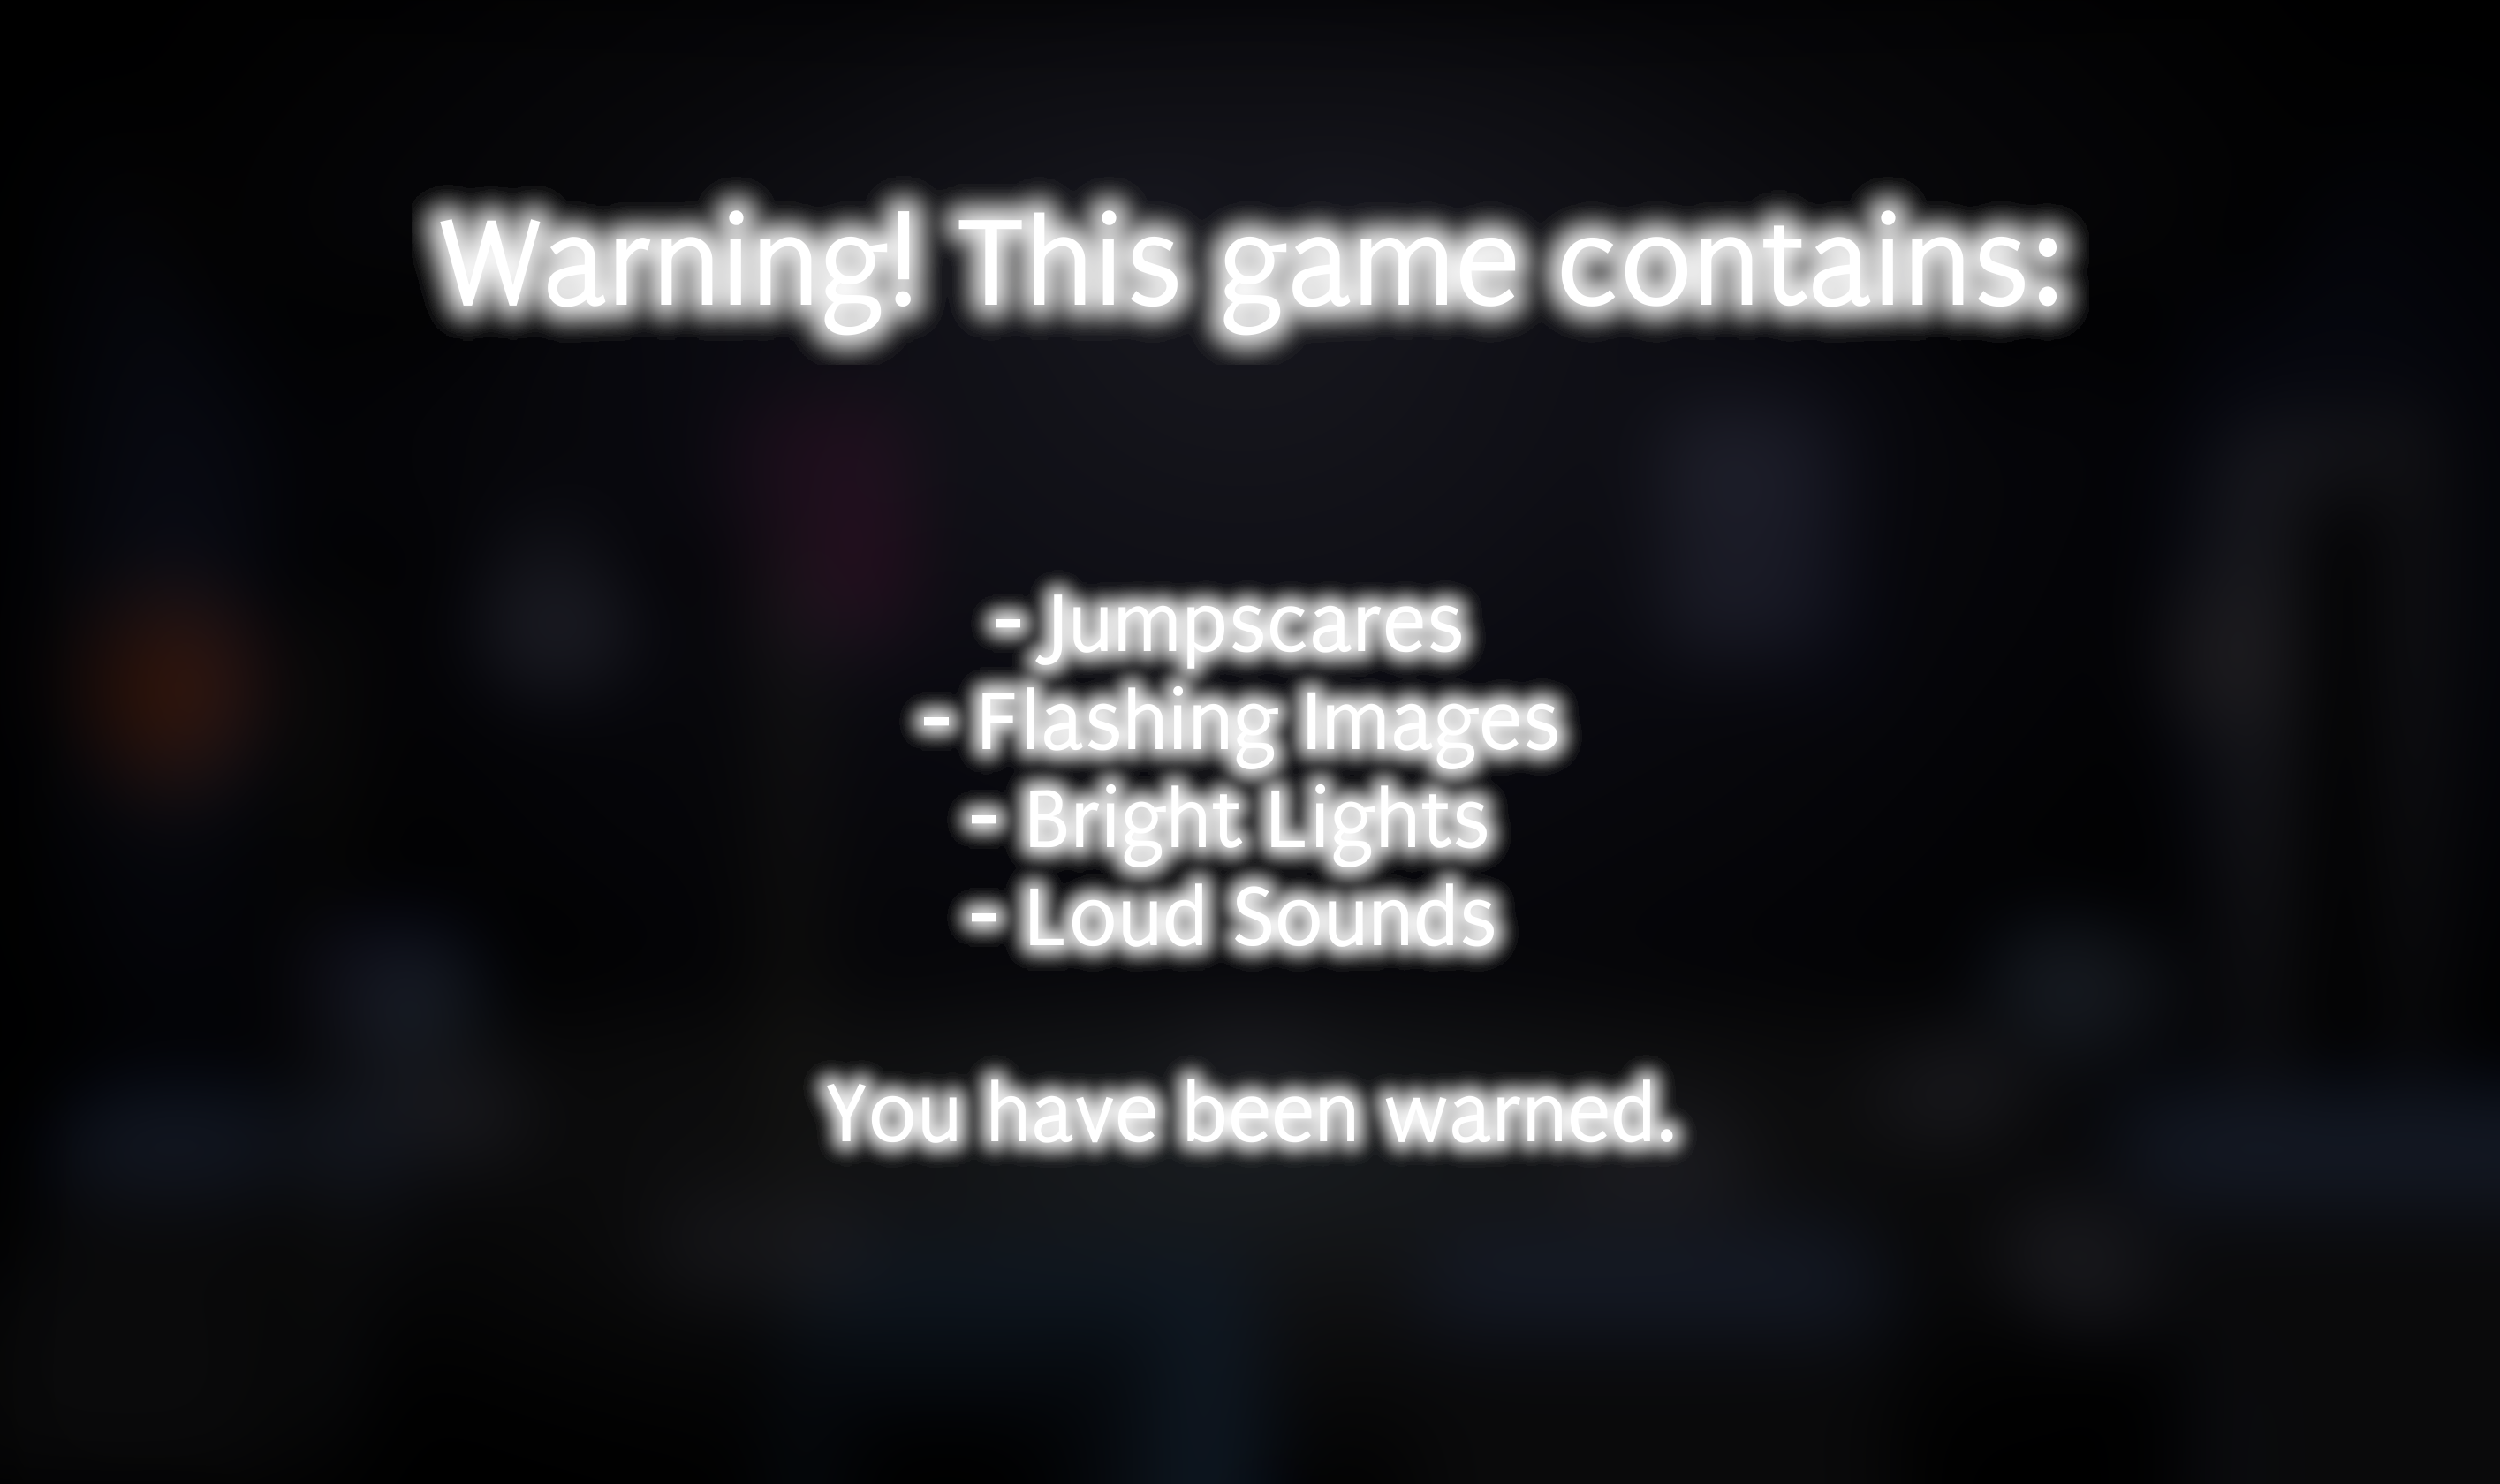 Warning! This game contains:
- Jumpscares
- Flashing Images
- Bright Lights
- Loud Sounds
You have been warned.